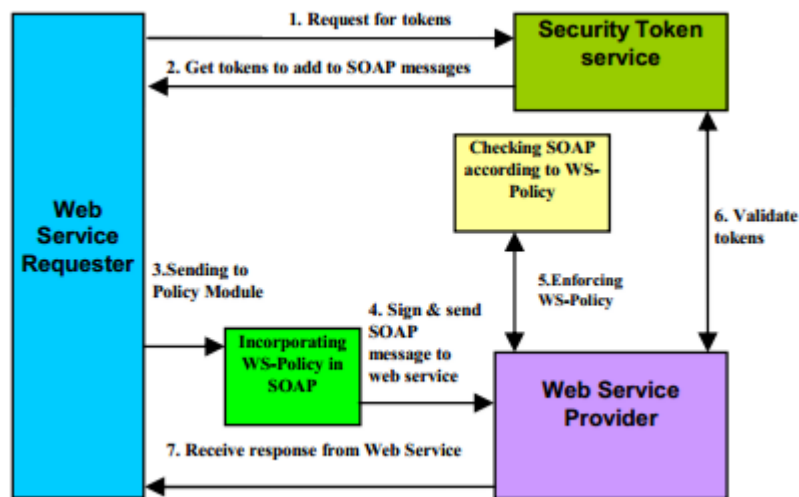 1. Request for tokens
Security Token
service
2. Get tokens to add to SOAP messages
Checking SOAP
according to WS-
Policy
Web
Service
Requester
6. Validate
tokens
3.Sending to
Policy Module
5.Enforcing
WS-Policy
4. Sign & send
SOAP
message to
web service
Incorporating
WS-Policy in
SOAP
Web Service
Provider
7. Receive response from Web Service